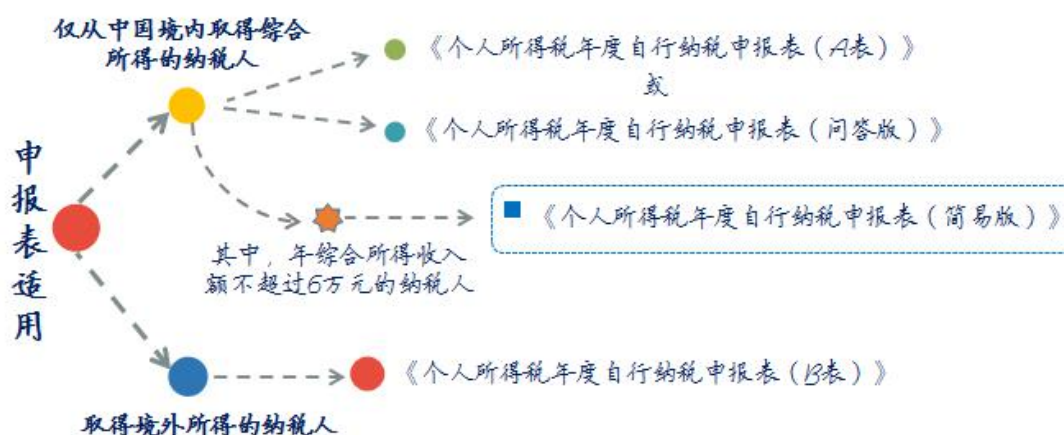 仅从中国境内取得综合
所得的纳税人
《个人所得税年度自行纳税申报表（A表）》
或
《个人所得税年度自行纳税申报表（问答版）》
申报表适用
《个人所得税年度自行纳税申报表（简易版）》
其中，年综合所得收入
额不超过6万元的纳税人
《个人所得税年度自行纳税申报表（B表）》
取得境外所得的纳税人